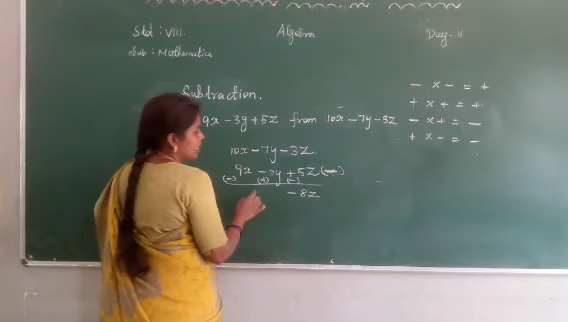 Std : VIII. Algebra Day - 11
Sub : Mathematics
Subtraction.
9x - 3y + 5z from 10x - 7y - 3z
10x - 7y - 3z
9x - 3y + 5z (-)
(-) (+) (-)
- 8z
- x - = +
+ x + = +
- x + = -
+ x - = -